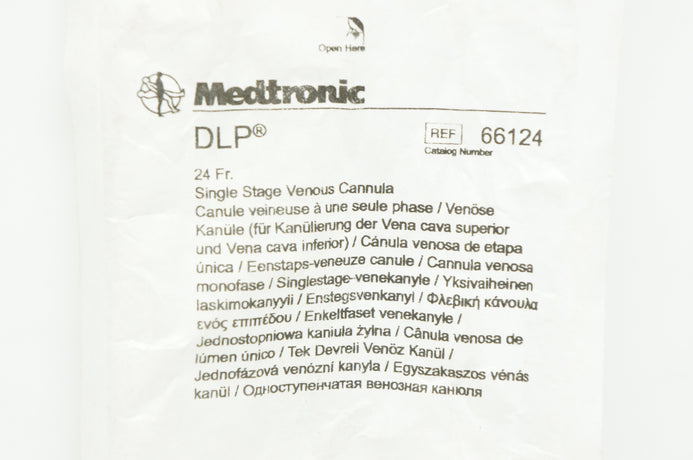 Open Here
Medtronic
DLP®
REF 66124
Catalog Number
24 Fr.
Single Stage Venous Cannula
Canule veineuse à une seule phase / Venöse
Kanüle (für Kanülierung der Vena cava superior
und Vena cava inferior) / Cánula venosa de etapa
única / Eenstaps-veneuze canule / Cannula venosa
monofase / Singlestage-venekanyle / Yksivaiheinen
laskimokanyyli / Enstegsvenkanyl / Φλεβική κάνουλα
ενός επιπέδου / Enkeltfaset venekanyle /
Jednostopniowa kaniula żylna / Cânula venosa de
lúmen único / Tek Devreli Venöz Kanül /
Jednofázová venózní kanyla / Egyszakaszos vénás
kanül / Одноступенчатая венозная канюля